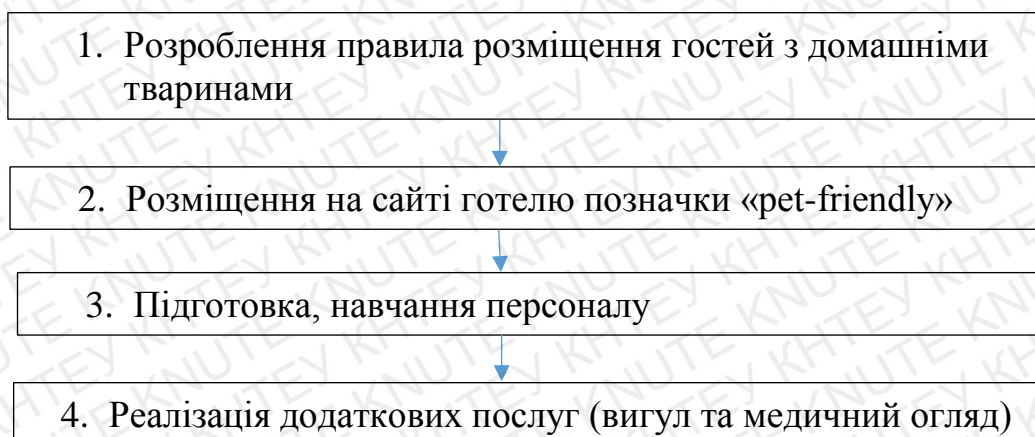 1. Розроблення правила розміщення гостей з домашніми
тваринами
2. Розміщення на сайті готелю позначки «pet-friendly»
3. Підготовка, навчання персоналу
4. Реалізація додаткових послуг (вигул та медичний огляд)